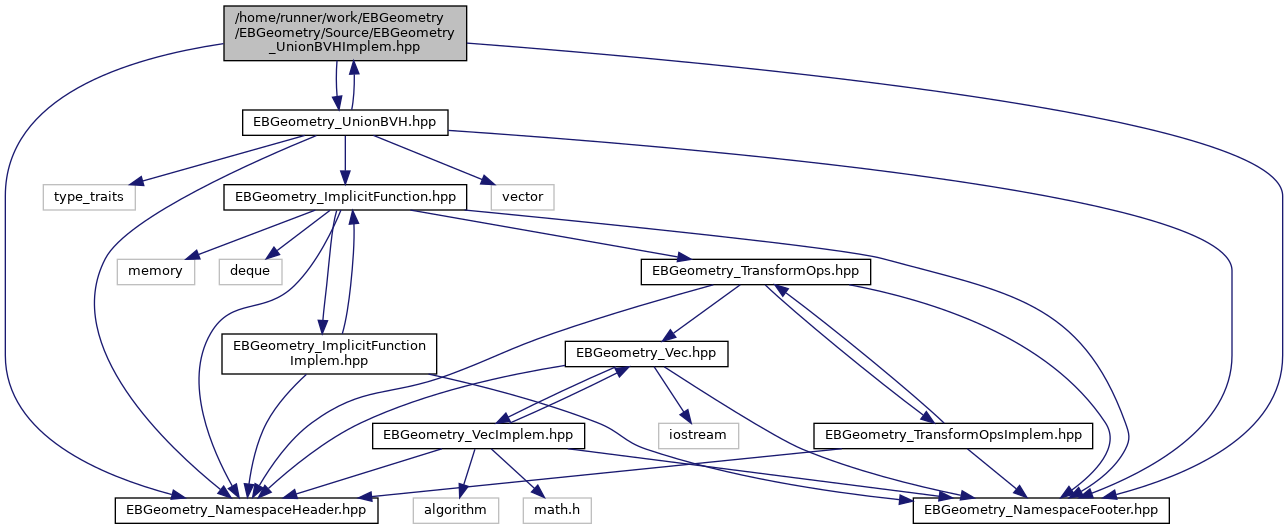 /home/runner/work/EBGeometry
/EBGeometry/Source/EBGeometry
_UnionBVHImplem.hpp
EBGeometry_UnionBVH.hpp
type_traits
EBGeometry_ImplicitFunction.hpp
vector
memory
deque
EBGeometry_TransformOps.hpp
EBGeometry_ImplicitFunction
Implem.hpp
EBGeometry_Vec.hpp
EBGeometry_VecImplem.hpp
iostream
EBGeometry_TransformOpsImplem.hpp
EBGeometry_NamespaceHeader.hpp
algorithm
math.h
EBGeometry_NamespaceFooter.hpp